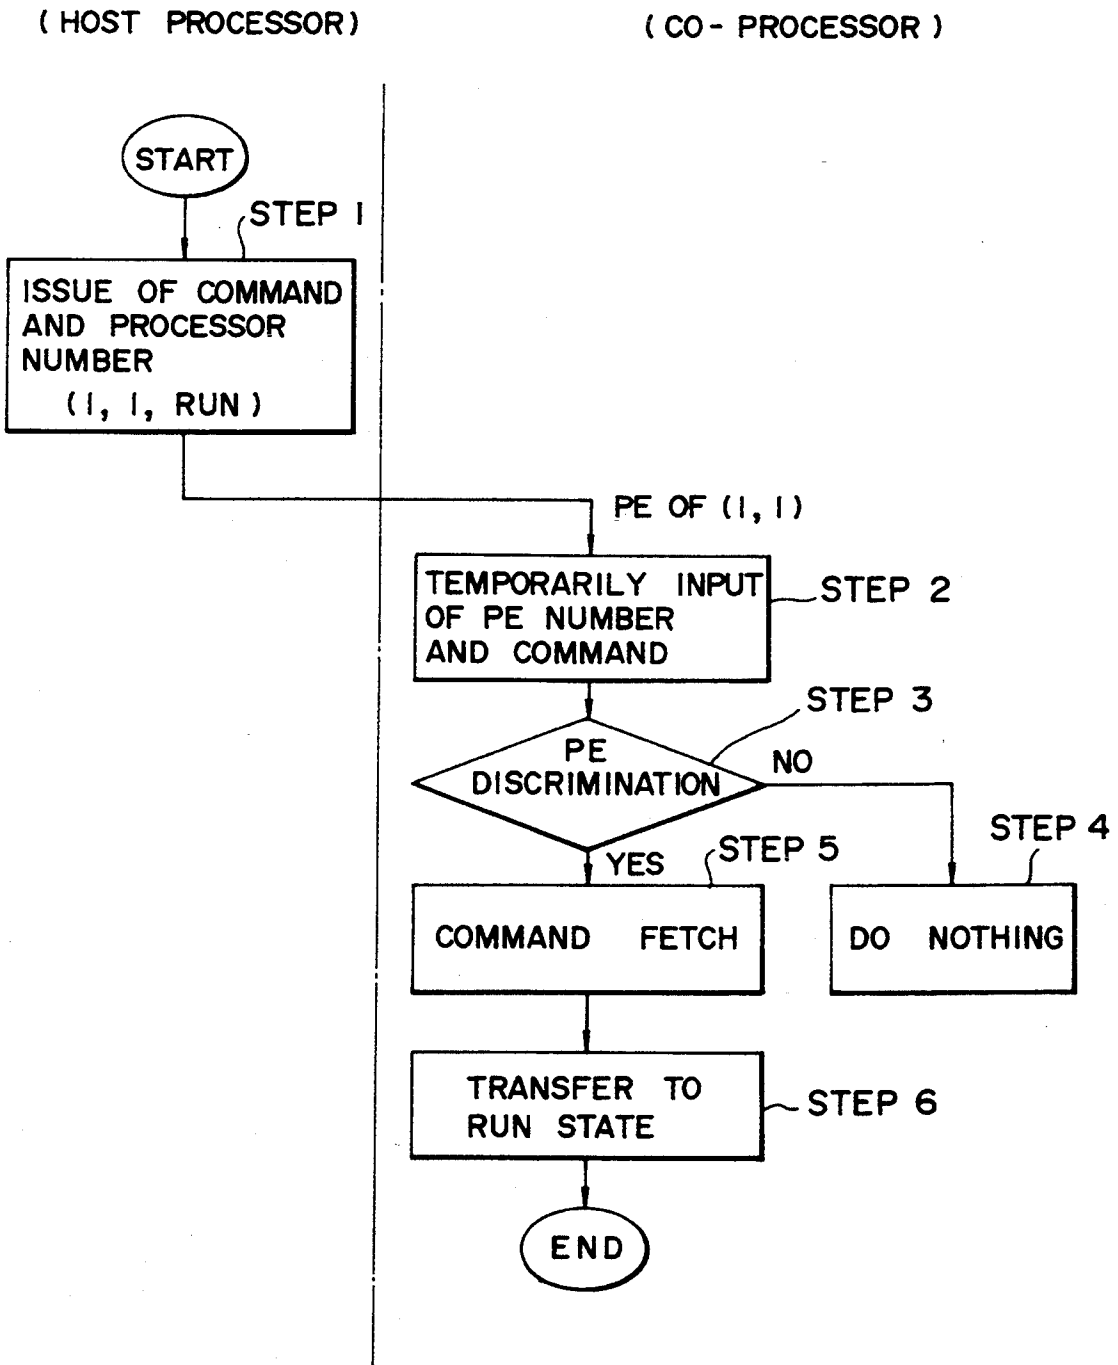 (HOST PROCESSOR)
(CO-PROCESSOR)
START
STEP 1
ISSUE OF COMMAND
AND PROCESSOR
NUMBER
(1, 1, RUN)
PE OF (1, 1)
TEMPORARILY INPUT
OF PE NUMBER
AND COMMAND
STEP 2
STEP 3
PE
DISCRIMINATION
NO
STEP 4
YES
STEP 5
COMMAND FETCH
DO NOTHING
TRANSFER TO
RUN STATE
STEP 6
END